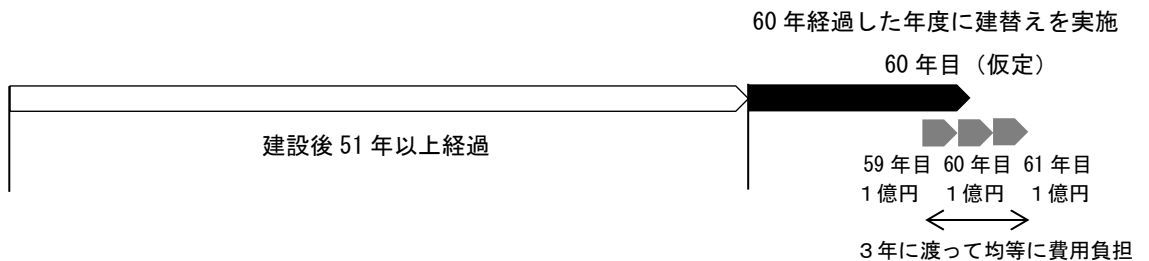 60 年経過した年度に建替えを実施
60 年目（仮定）
建設後 51 年以上経過
59 年目 60 年目 61 年目
１億円 １億円 １億円
３年に渡って均等に費用負担